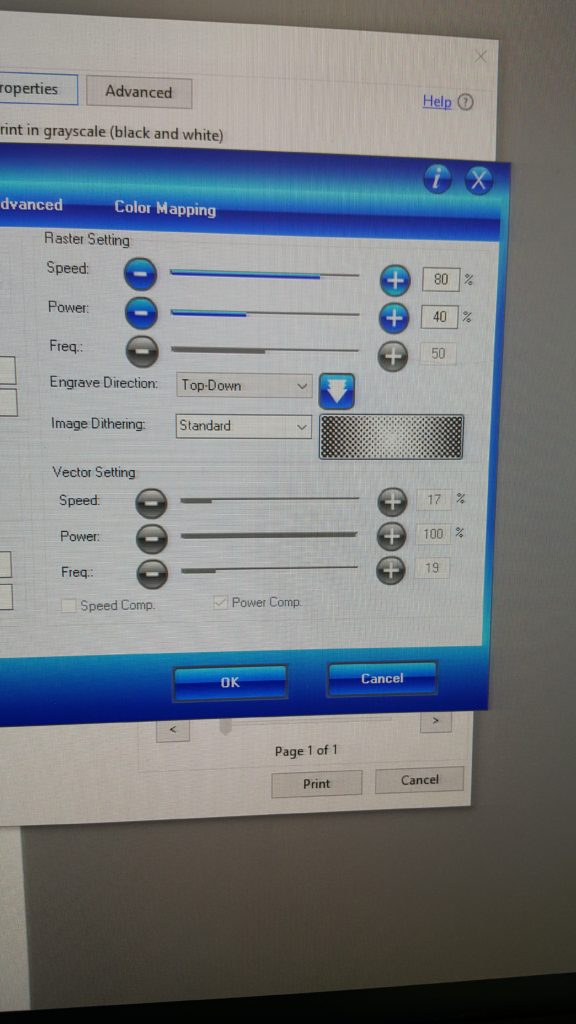 roperties Advanced
Help ?
rint in grayscale (black and white)
i X
dvanced Color Mapping
Raster Setting
Speed: - + 80 %
Power: - + 40 %
Freq.: - + 50
Engrave Direction: Top-Down
Image Dithering: Standard
Vector Setting
Speed: - + 17 %
Power: - + 100 %
Freq.: - + 19
Speed Comp. Power Comp.
OK Cancel
< >
Page 1 of 1
Print Cancel